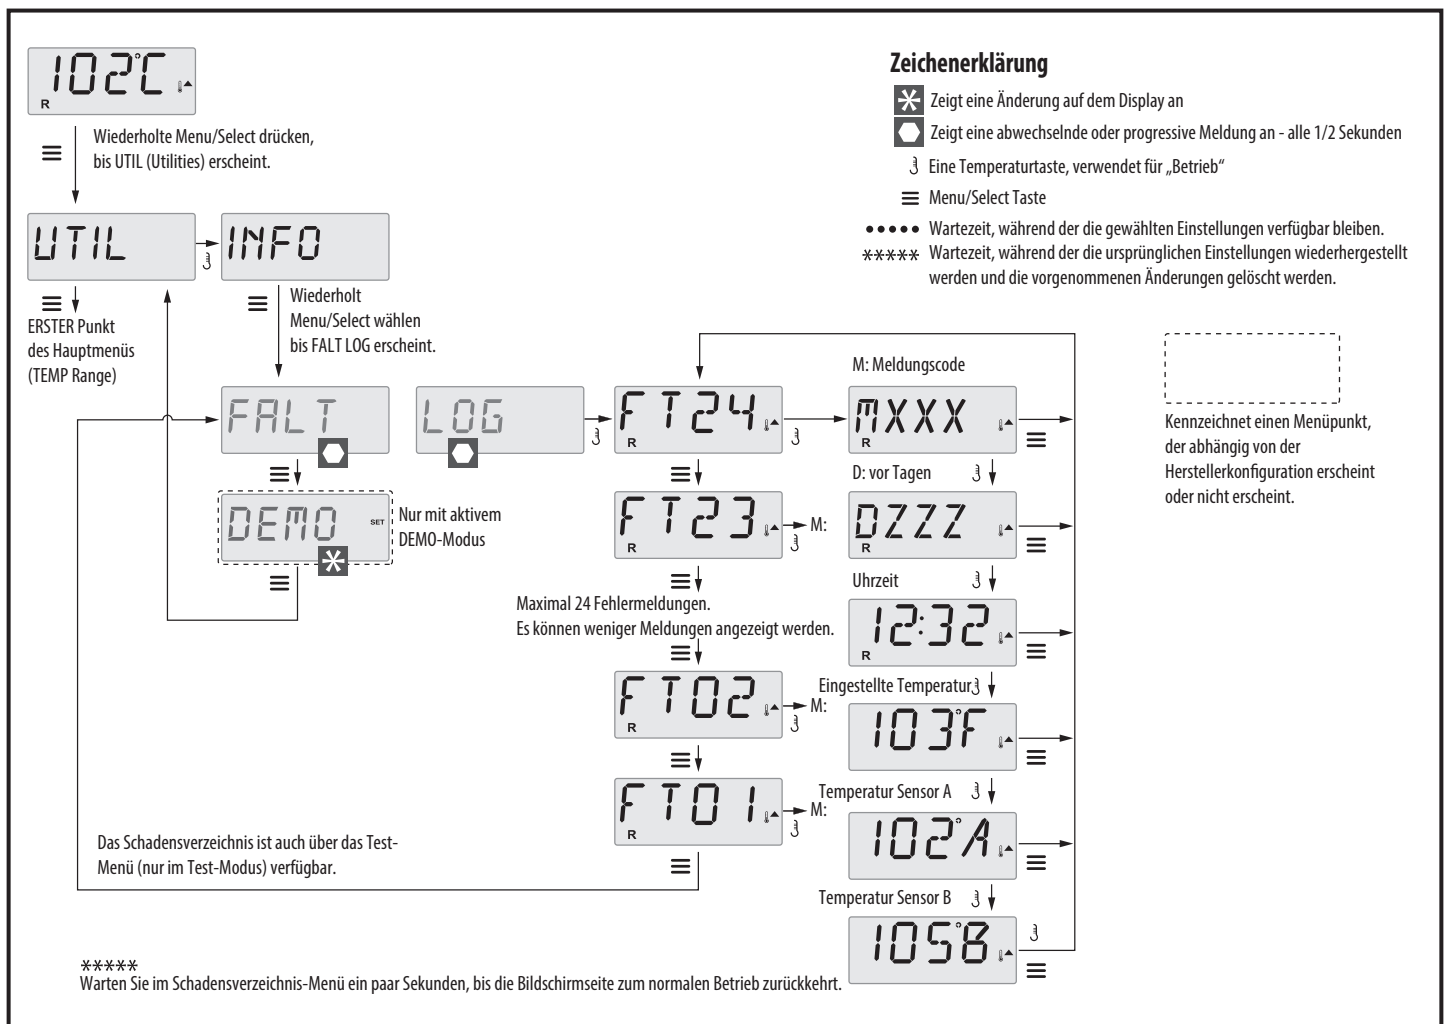 102°C
R
Wiederholte Menu/Select drücken,
bis UTIL (Utilities) erscheint.
UTIL
INFO
ERSTER Punkt
des Hauptmenüs
(TEMP Range)
Wiederholt
Menu/Select wählen
bis FALT LOG erscheint.
Zeichenerklärung
Zeigt eine Änderung auf dem Display an
Zeigt eine abwechselnde oder progressive Meldung an - alle 1/2 Sekunden
Eine Temperaturtaste, verwendet für „Betrieb“
Menu/Select Taste
••••• Wartezeit, während der die gewählten Einstellungen verfügbar bleiben.
***** Wartezeit, während der die ursprünglichen Einstellungen wiederhergestellt
werden und die vorgenommenen Änderungen gelöscht werden.
Kennzeichnet einen Menüpunkt,
der abhängig von der
Herstellerkonfiguration erscheint
oder nicht erscheint.
FALT
LOG
FT24
R
M: Meldungscode
MXXX
R
DEMO
SET
Nur mit aktivem
DEMO-Modus
FT23
R
M:
D: vor Tagen
DZZZ
R
Maximal 24 Fehlermeldungen.
Es können weniger Meldungen angezeigt werden.
Uhrzeit
12:32
R
FT02
R
M:
Eingestellte Temperatur
103°F
FT01
R
M:
Temperatur Sensor A
102°A
Temperatur Sensor B
105°B
Das Schadensverzeichnis ist auch über das Test-
Menü (nur im Test-Modus) verfügbar.
*****
Warten Sie im Schadensverzeichnis-Menü ein paar Sekunden, bis die Bildschirmseite zum normalen Betrieb zurückkehrt.